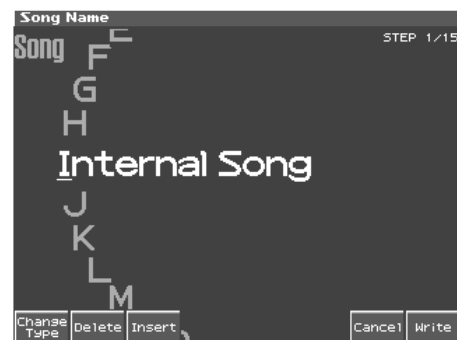 Song Name
Song
STEP 1/15
E
F
G
H
Internal Song
J
K
L
M
Change Type
Delete
Insert
Cancel
Write